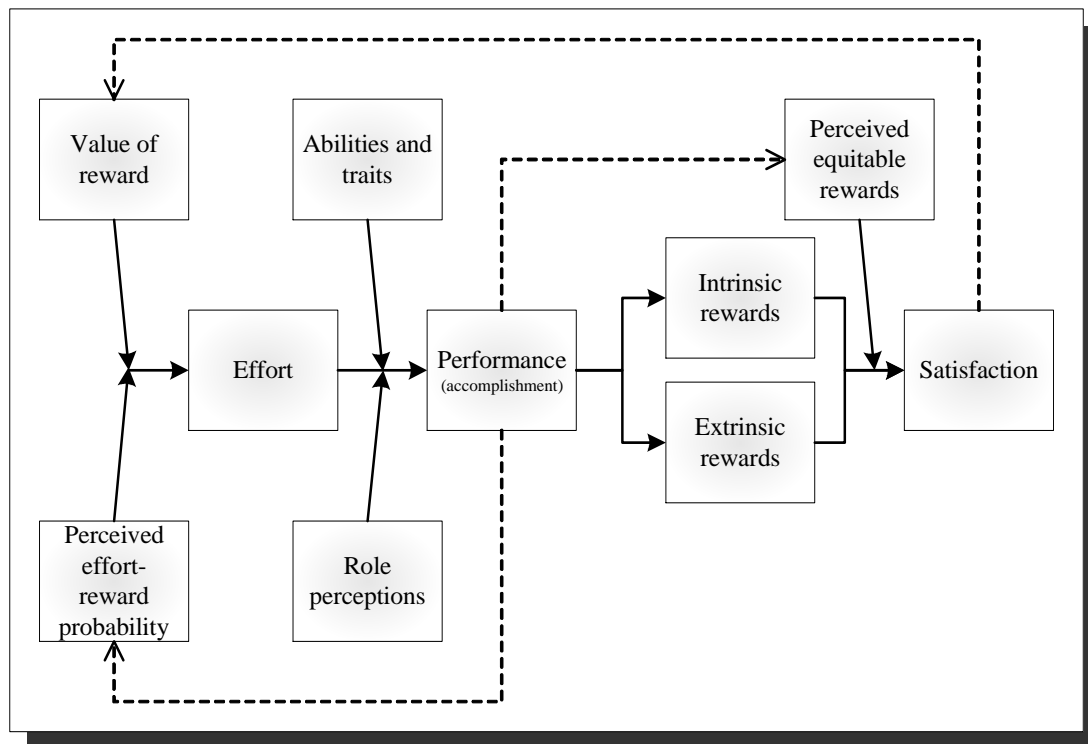 Value of
reward
Abilities and
traits
Perceived
equitable
rewards
Intrinsic
rewards
Effort
Performance
(accomplishment)
Satisfaction
Extrinsic
rewards
Perceived
effort-
reward
probability
Role
perceptions